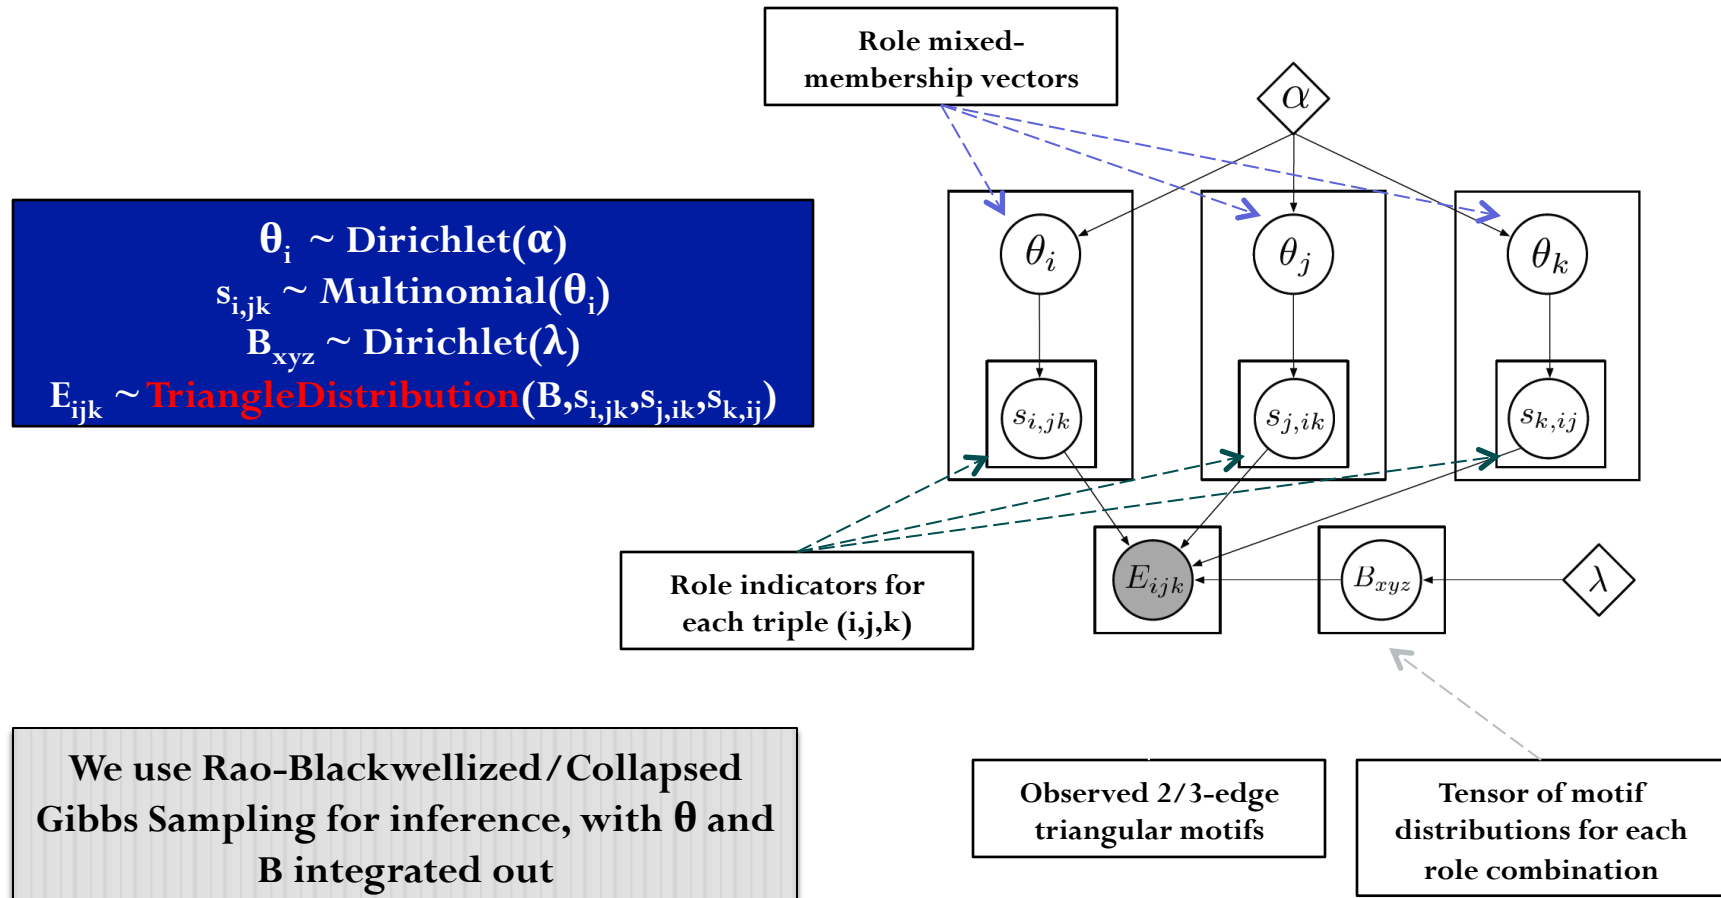 Role mixed-
membership vectors
α
θi ~ Dirichlet(α)
si,jk ~ Multinomial(θi)
Bxyz ~ Dirichlet(λ)
Eijk ~ TriangleDistribution(B,si,jk,sj,ik,sk,ij)
θi
θj
θk
si,jk
sj,ik
sk,ij
Eijk
Bxyz
λ
Role indicators for
each triple (i,j,k)
We use Rao-Blackwellized/Collapsed
Gibbs Sampling for inference, with θ and
B integrated out
Observed 2/3-edge
triangular motifs
Tensor of motif
distributions for each
role combination